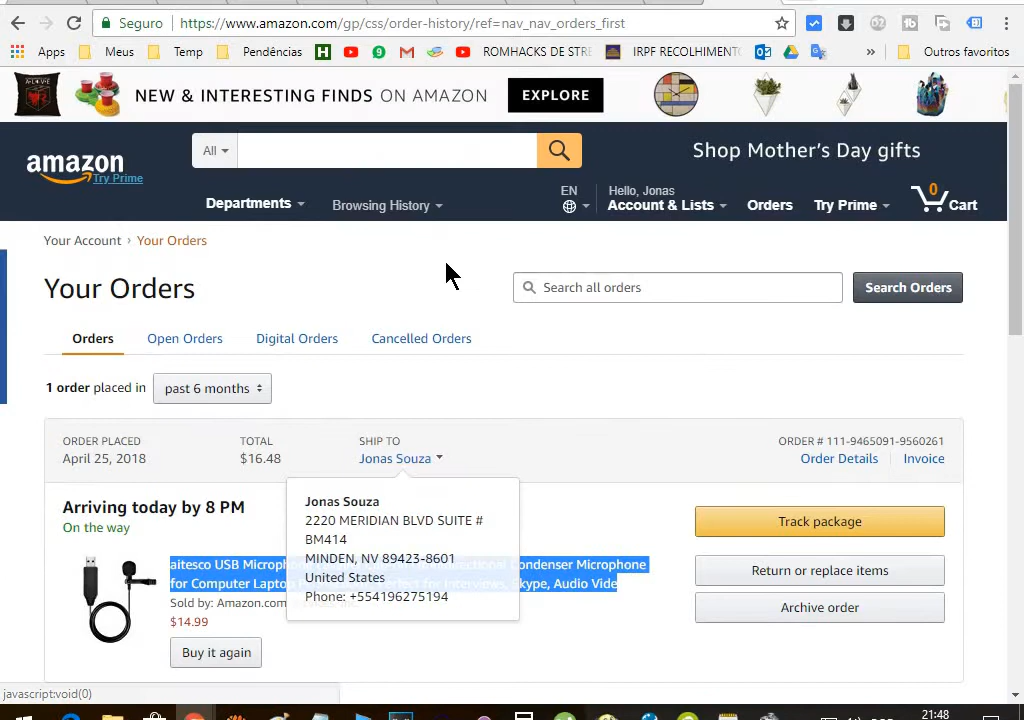 Seguro
https://www.amazon.com/gp/css/order-history/ref=nav_nav_orders_first
Apps Meus Temp Pendências H ROMHACKS DE STRE IRPF RECOLHIMENT » Outros favoritos
NEW & INTERESTING FINDS ON AMAZON EXPLORE
amazon
Try Prime
All
Shop Mother's Day gifts
Departments Browsing History EN Hello, Jonas
Account & Lists Orders Try Prime 0 Cart
Your Account › Your Orders
Your Orders
Search all orders Search Orders
Orders Open Orders Digital Orders Cancelled Orders
1 order placed in past 6 months
ORDER PLACED TOTAL SHIP TO ORDER # 111-9465091-9560261
April 25, 2018 $16.48 Jonas Souza Order Details Invoice
Jonas Souza
2220 MERIDIAN BLVD SUITE #
BM414
MINDEN, NV 89423-8601
United States
Phone: +554196275194
Arriving today by 8 PM
On the way
aitesco USB Microph Condenser Microphone
for Computer Laptop erfect for Interviews, Skype, Audio Vide
Sold by: Amazon.com
$14.99
Buy it again
Track package
Return or replace items
Archive order
javascript:void(0)
21:48